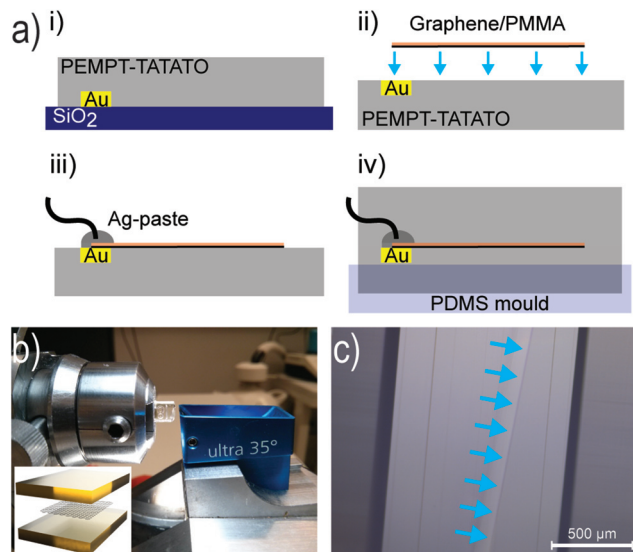 a)
i)
PEMPT-TATATO
Au
SiO2
ii)
Graphene/PMMA
Au
PEMPT-TATATO
iii)
Ag-paste
Au
iv)
Au
PDMS mould
b)
ultra 35°
c)
500 µm